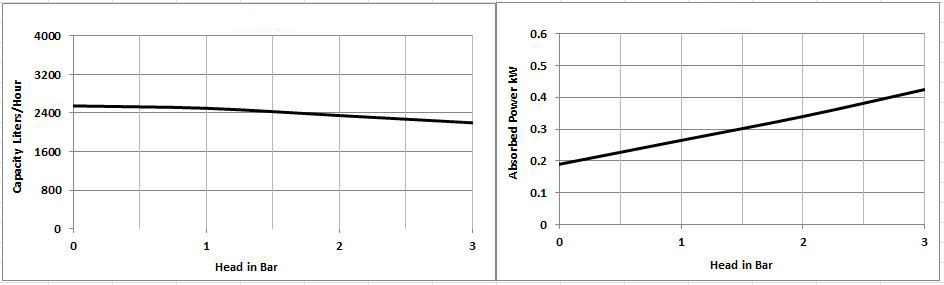 Capacity Liters/Hour
4000
3200
2400
1600
800
0
0 1 2 3
Head in Bar
Absorbed Power kW
0.6
0.5
0.4
0.3
0.2
0.1
0
0 1 2 3
Head in Bar